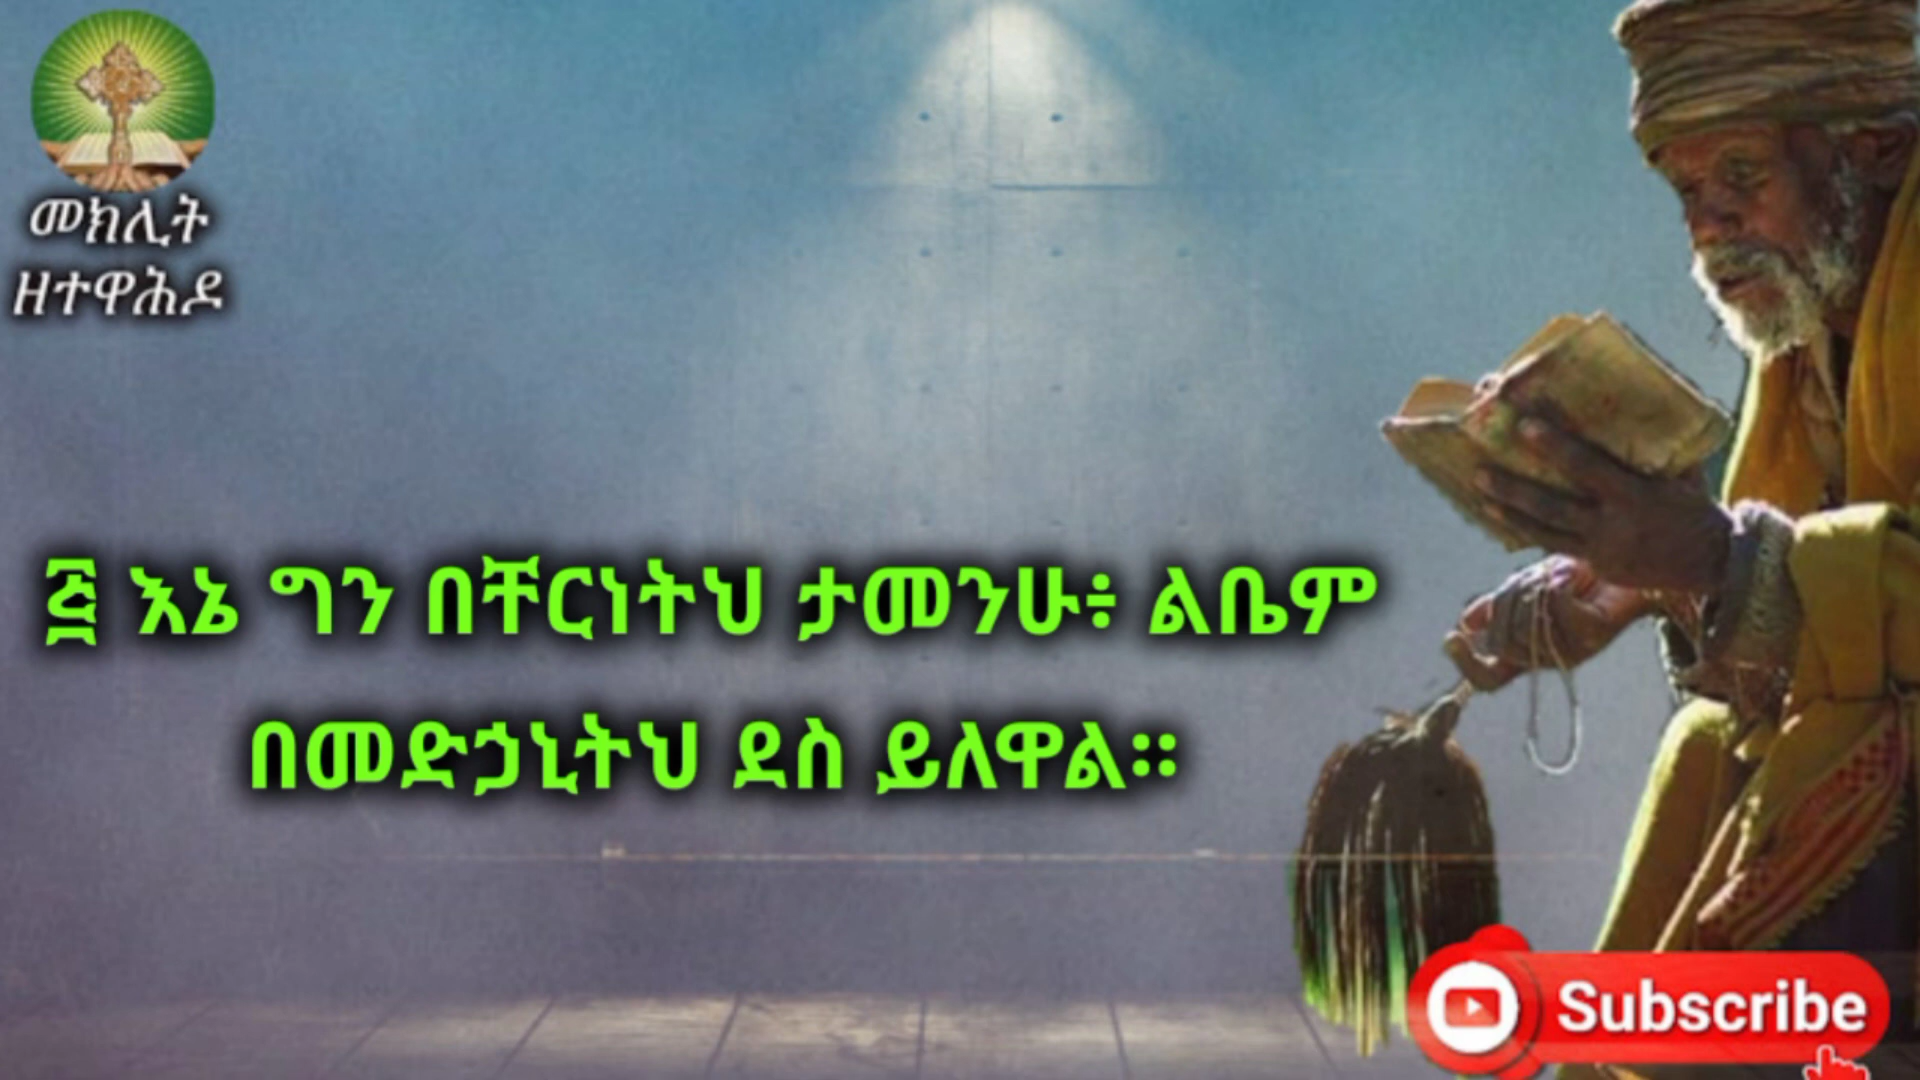 መክሊት
ዘተዋሕዶ
፭ እኔ ግን በቸርነትህ ታመንሁ፥ ልቤም
በመድኃኒትህ ደስ ይለዋል።
Subscribe